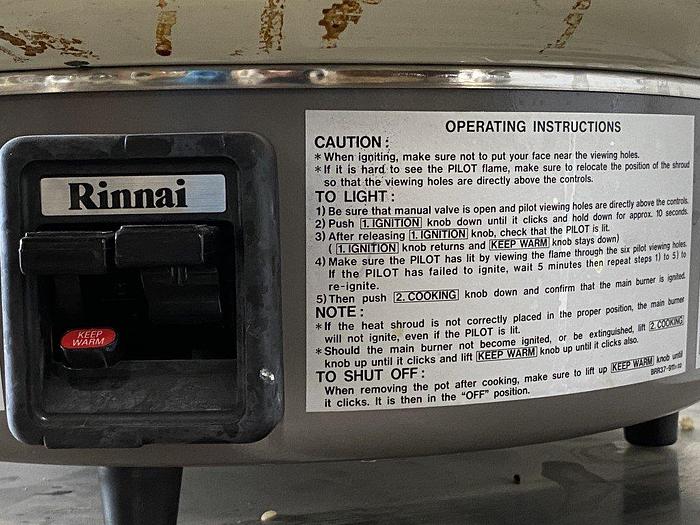 Rinnai
KEEP
WARM
OPERATING INSTRUCTIONS
CAUTION :
* When igniting, make sure not to put your face near the viewing holes.
* If it is hard to see the PILOT flame, make sure to relocate the position of the shroud
so that the viewing holes are directly above the controls.
TO LIGHT :
1) Be sure that manual valve is open and pilot viewing holes are directly above the controls.
2) Push 1. IGNITION knob down until it clicks and hold down for approx. 10 seconds.
3) After releasing 1. IGNITION knob, check that the PILOT is lit.
( 1. IGNITION knob returns and KEEP WARM knob stays down)
4) Make sure the PILOT has lit by viewing the flame through the six pilot viewing holes.
If the PILOT has failed to ignite, wait 5 minutes then repeat steps 1) to 5) to
re-ignite.
5) Then push 2. COOKING knob down and confirm that the main burner is ignited.
NOTE :
* If the heat shroud is not correctly placed in the proper position, the main burner
will not ignite, even if the PILOT is lit.
* Should the main burner not become ignited, or be extinguished, lift 2. COOKING
knob up until it clicks and lift KEEP WARM knob up until it clicks also.
TO SHUT OFF :
When removing the pot after cooking, make sure to lift up KEEP WARM knob until
it clicks. It is then in the "OFF" position.